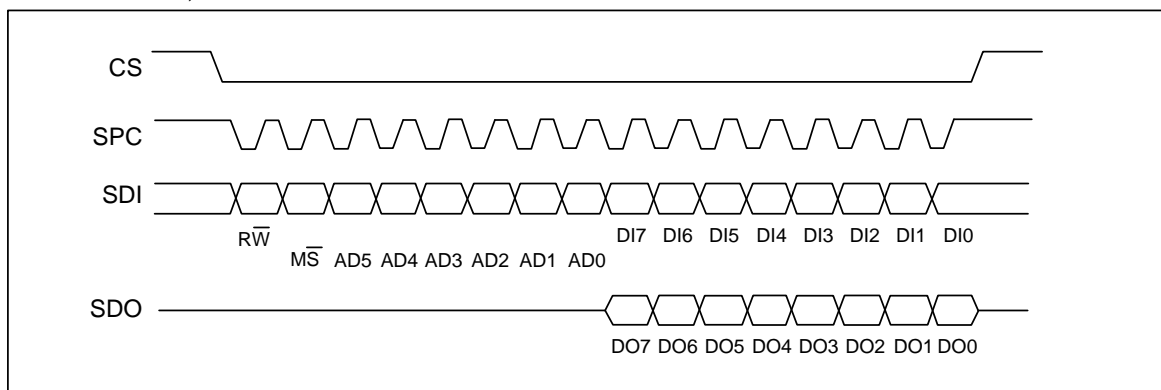 CS
SPC
SDI
RW̅ DI7 DI6 DI5 DI4 DI3 DI2 DI1 DI0
MS̅ AD5 AD4 AD3 AD2 AD1 AD0
SDO
DO7 DO6 DO5 DO4 DO3 DO2 DO1 DO0